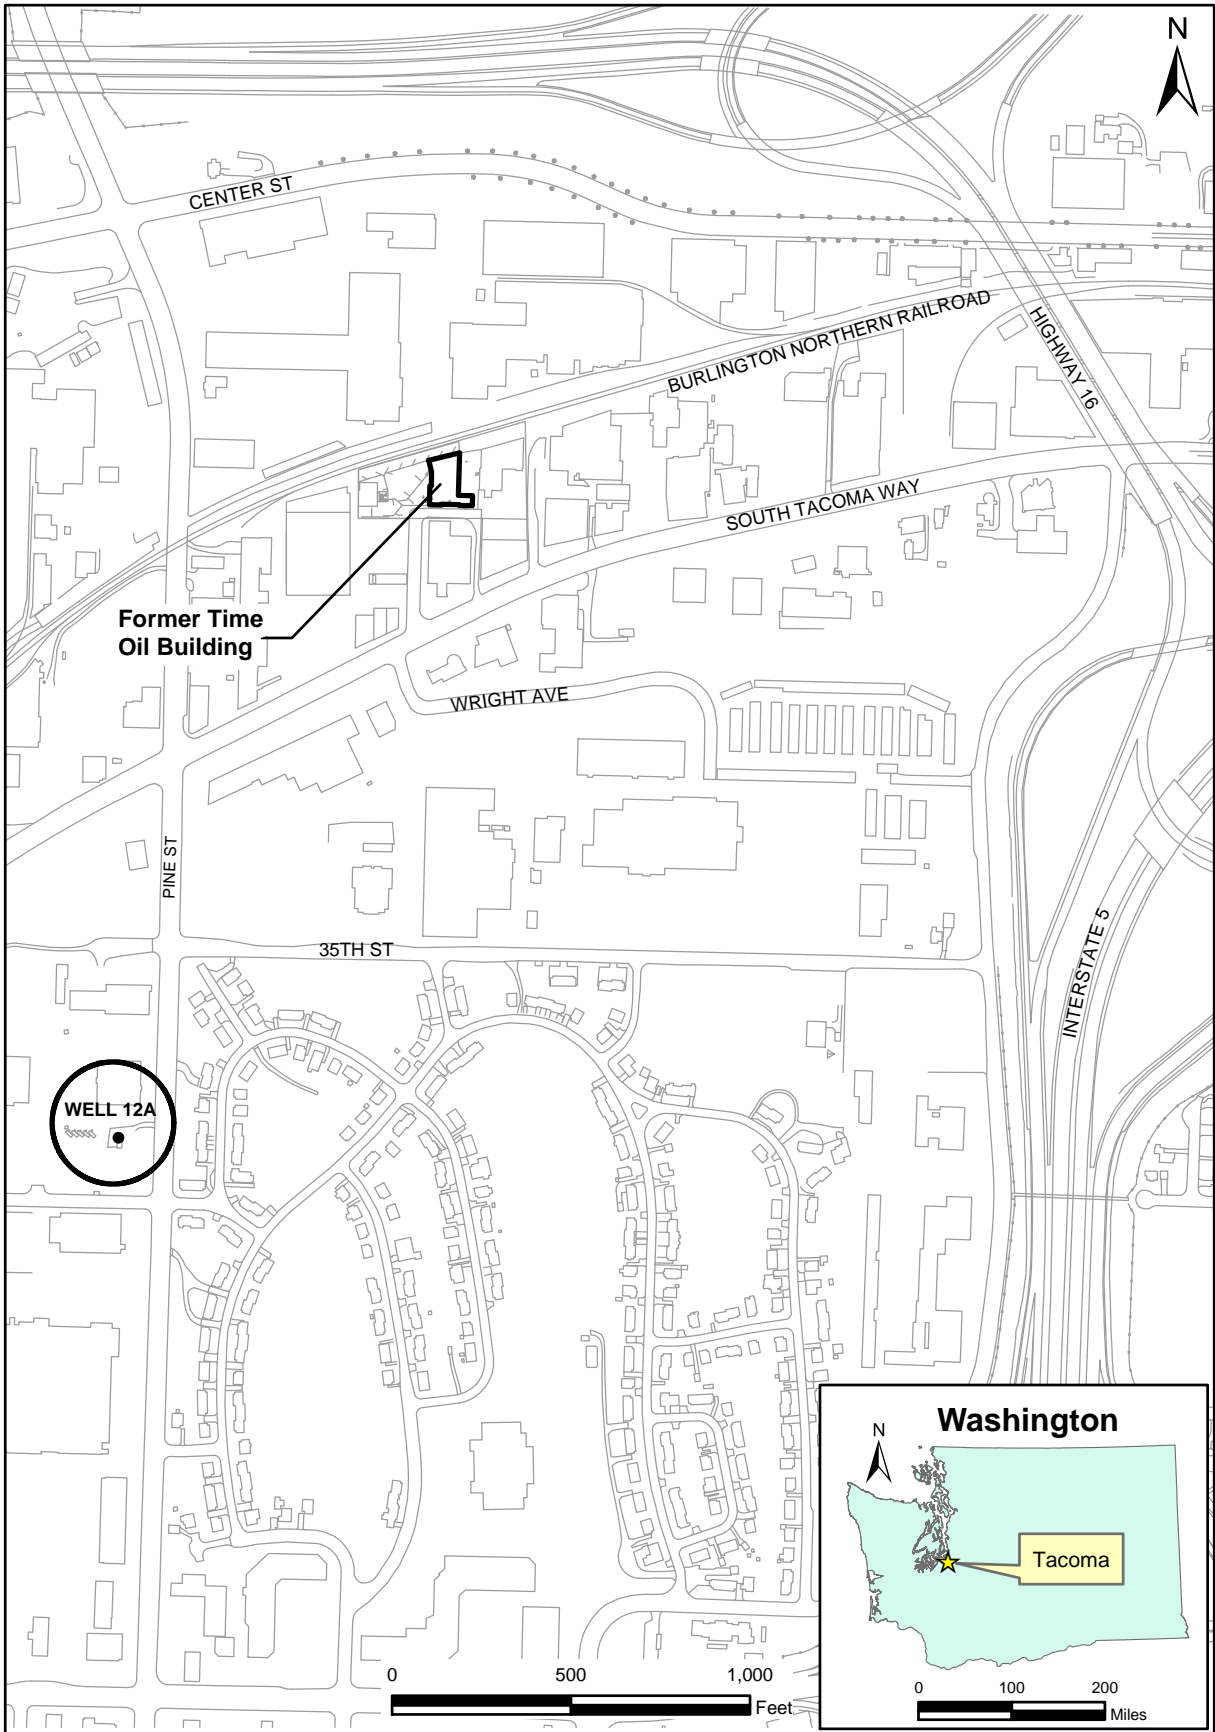 N
CENTER ST
BURLINGTON NORTHERN RAILROAD
HIGHWAY 16
SOUTH TACOMA WAY
Former Time
Oil Building
WRIGHT AVE
PINE ST
35TH ST
INTERSTATE 5
WELL 12A
Washington
N
Tacoma
0 100 200
Miles
0 500 1,000
Feet